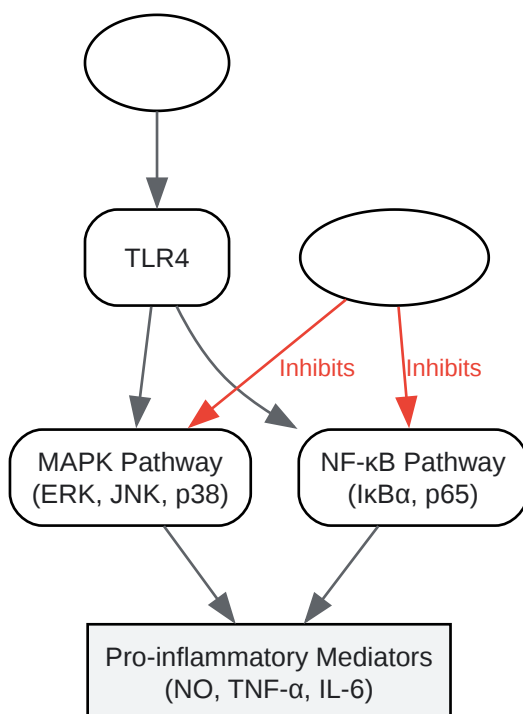 TLR4
Inhibits
Inhibits
MAPK Pathway
(ERK, JNK, p38)
NF-κB Pathway
(IκBα, p65)
Pro-inflammatory Mediators
(NO, TNF-α, IL-6)